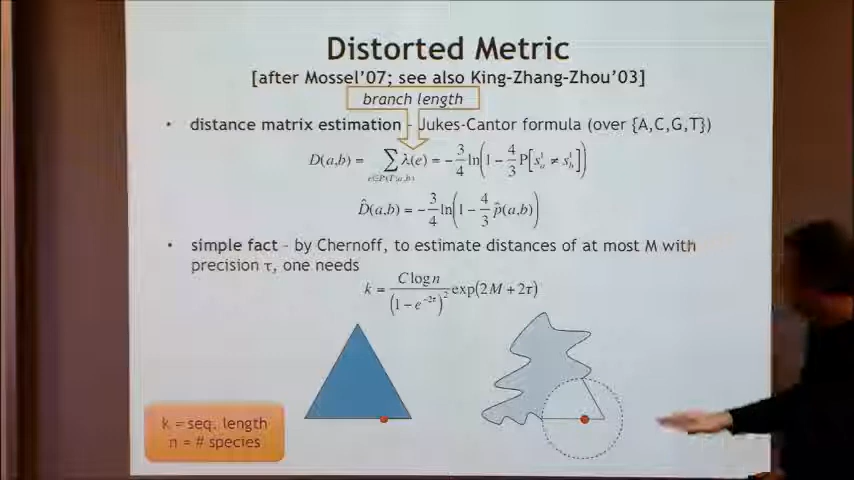 Distorted Metric
[after Mossel'07; see also King-Zhang-Zhou'03]
branch length
• distance matrix estimation - Jukes-Cantor formula (over {A,C,G,T})
D(a,b) = ∑ λ(e) = -3/4 ln(1 - 4/3 P[s_a^1 ≠ s_b^1])
D̂(a,b) = -3/4 ln(1 - 4/3 p̂(a,b))
• simple fact - by Chernoff, to estimate distances of at most M with
precision τ, one needs
k = C log n / (1 - e^{-2τ})^2 exp(2M + 2τ)
k = seq. length
n = # species